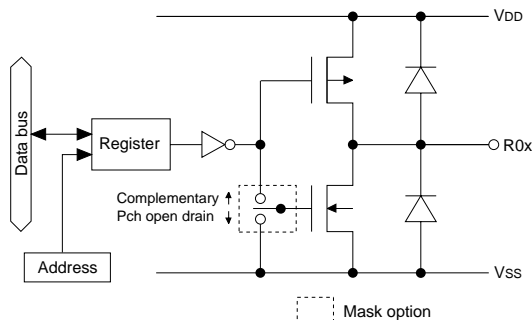 VDD
Data bus
Register
R0x
Complementary
Pch open drain
Address
VSS
Mask option